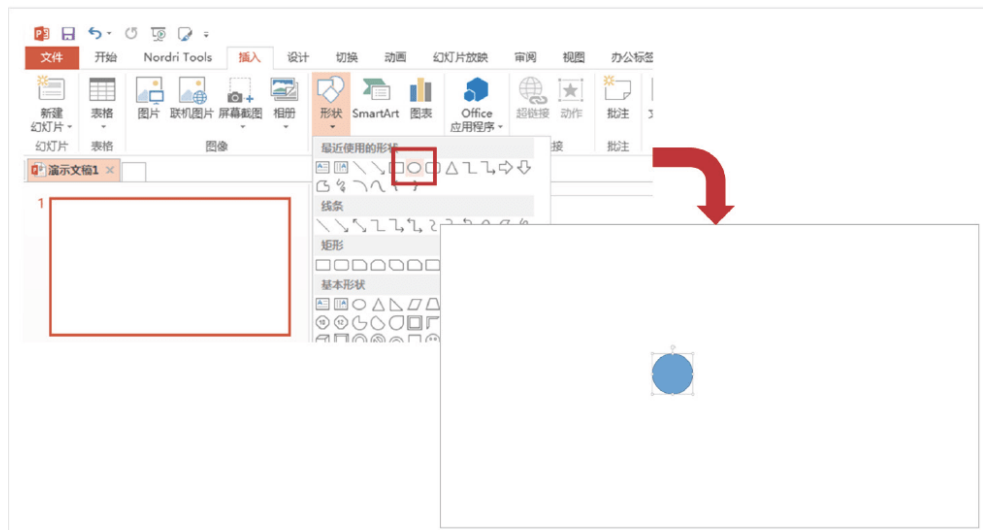 文件 开始 Nordri Tools 插入 设计 切换 动画 幻灯片放映 审阅 视图 办公标签
新建 表格 图片 联机图片 屏幕截图 相册 形状 SmartArt 图表 Office 超链接 动作 批注
幻灯片 应用程序
幻灯片 表格 图像 接 批注
最近使用的形状
演示文稿1
1
线条
矩形
基本形状